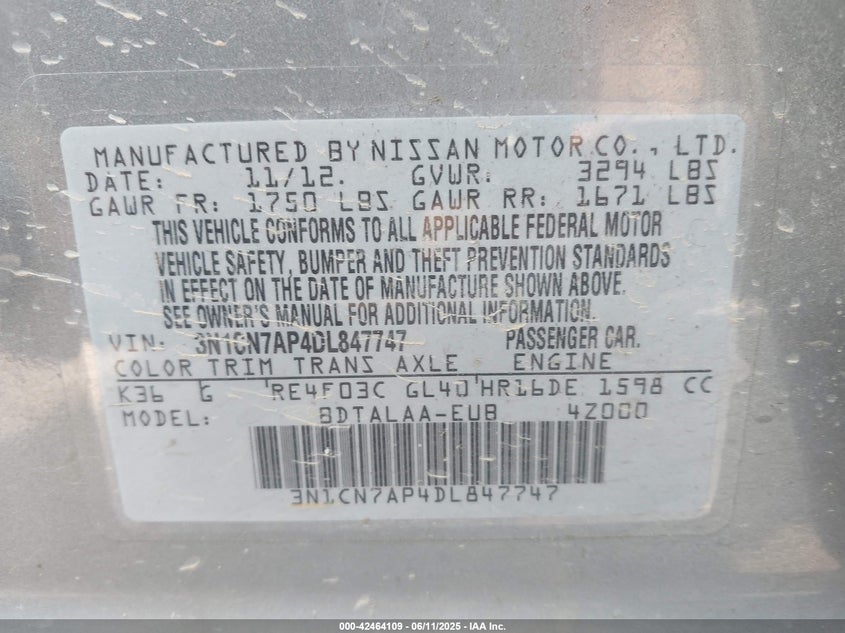 MANUFACTURED BY NISSAN MOTOR CO., LTD.
DATE: 11/12. GVWR: 3294 LBS
GAWR FR: 1750 LBS GAWR RR: 1671 LBS
THIS VEHICLE CONFORMS TO ALL APPLICABLE FEDERAL MOTOR
VEHICLE SAFETY, BUMPER AND THEFT PREVENTION STANDARDS
IN EFFECT ON THE DATE OF MANUFACTURE SHOWN ABOVE.
SEE OWNER'S MANUAL FOR ADDITIONAL INFORMATION.
VIN: 3N1CN7AP4DL847747 PASSENGER CAR.
COLOR TRIM TRANS AXLE ENGINE
K36 G RE4F03C GL40 HR16DE 1598 CC
MODEL: BDTALAA-EUB 4Z000
3N1CN7AP4DL847747
000-42464109 - 06/11/2025 - IAA Inc.